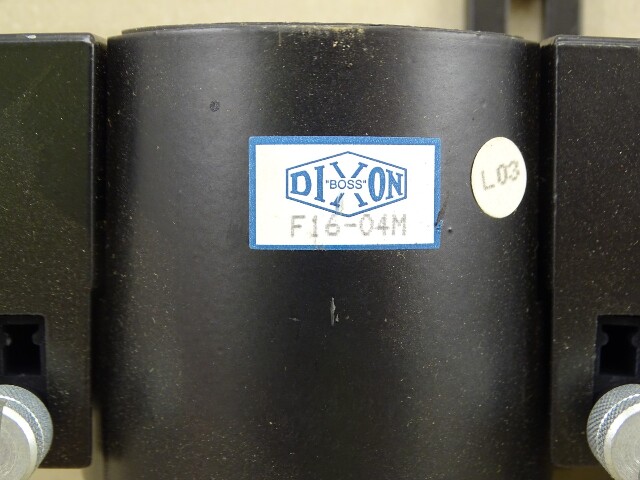 DIXON
"BOSS"
F16-04M
L03